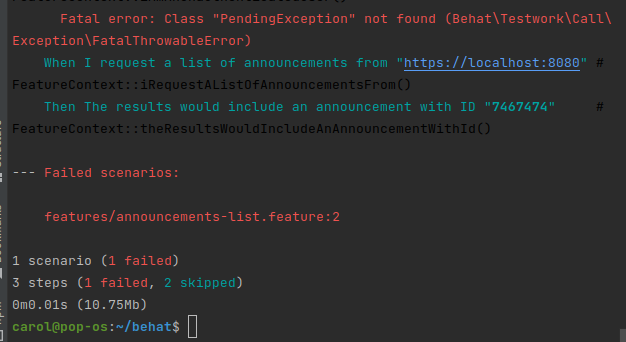 Fatal error: Class "PendingException" not found (Behat\Testwork\Call\
Exception\FatalThrowableError)
When I request a list of announcements from "https://localhost:8080" #
FeatureContext::iRequestAListOfAnnouncementsFrom()
Then The results would include an announcement with ID "7467474" #
FeatureContext::theResultsWouldIncludeAnAnnouncementWithId()
--- Failed scenarios:
features/announcements-list.feature:2
1 scenario (1 failed)
3 steps (1 failed, 2 skipped)
0m0.01s (10.75Mb)
carol@pop-os:~/behat$